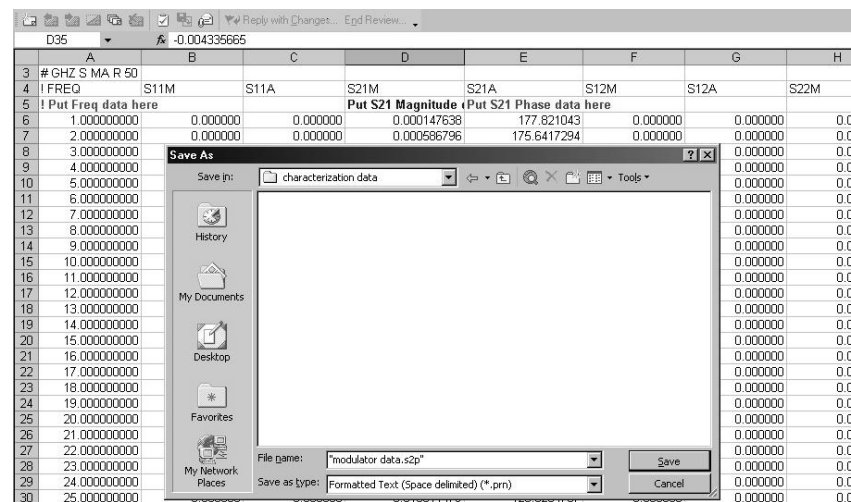 Reply with Changes... End Review...
D35 fx -0.004335665
A B C D E F G H
3 # GHZ S MA R 50
4 ! FREQ S11M S11A S21M S21A S12M S12A S22M
5 ! Put Freq data here Put S21 Magnitude Put S21 Phase data here
6 1.000000000 0.000000 0.000000 0.000147638 177.821043 0.000000 0.000000 0.0
7 2.000000000 0.000000 0.000000 0.000586796 175.6417294 0.000000 0.000000 0.0
8 3.000000000 0.000000
Save As
9 4.000000000 0.000000
Save in: characterization data Tools
10 5.000000000 0.000000
11 6.000000000 0.000000
12 7.000000000 0.000000
13 8.000000000 0.000000
History
14 9.000000000 0.000000
15 10.000000000 0.000000
16 11.000000000 0.000000
17 12.000000000 0.000000
My Documents
18 13.000000000 0.000000
19 14.000000000 0.000000
20 15.000000000 0.000000
21 16.000000000 0.000000
Desktop
22 17.000000000 0.000000
23 18.000000000 0.000000
24 19.000000000 0.000000
25 20.000000000 0.000000
Favorites
26 21.000000000 0.000000
27 22.000000000 0.000000
File name: "modulator data.s2p" Save
28 23.000000000 0.000000
My Network Places
29 24.000000000 0.000000
Save as type: Formatted Text (Space delimited) (*.prn) Cancel
30 25.000000000